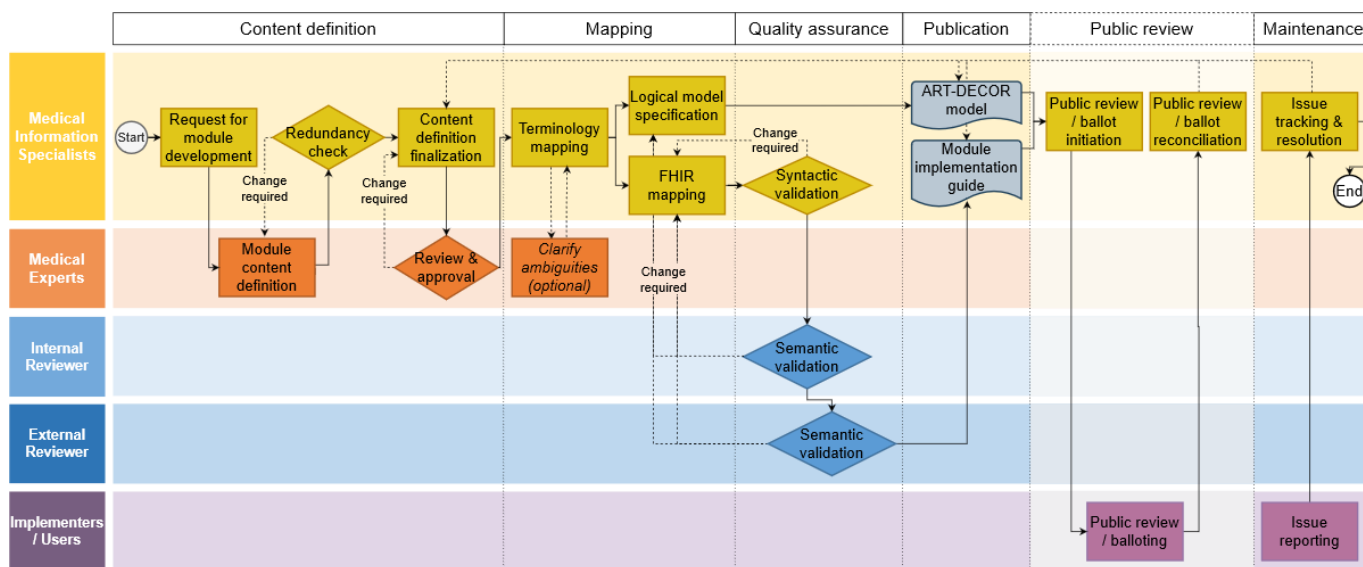 Content definition
Mapping
Quality assurance
Publication
Public review
Maintenance
Medical
Information
Specialists
Start
Request for
module
development
Redundancy
check
Content
definition
finalization
Change
required
Change
required
Terminology
mapping
Logical model
specification
FHIR
mapping
Change
required
Syntactic
validation
ART-DECOR
model
Module
implementation
guide
Public review
/ ballot
initiation
Public review
/ ballot
reconciliation
Issue
tracking &
resolution
End
Medical
Experts
Module
content
definition
Review &
approval
Clarify
ambiguities
(optional)
Change
required
Internal
Reviewer
Semantic
validation
External
Reviewer
Semantic
validation
Implementers
/ Users
Public review
/ balloting
Issue
reporting